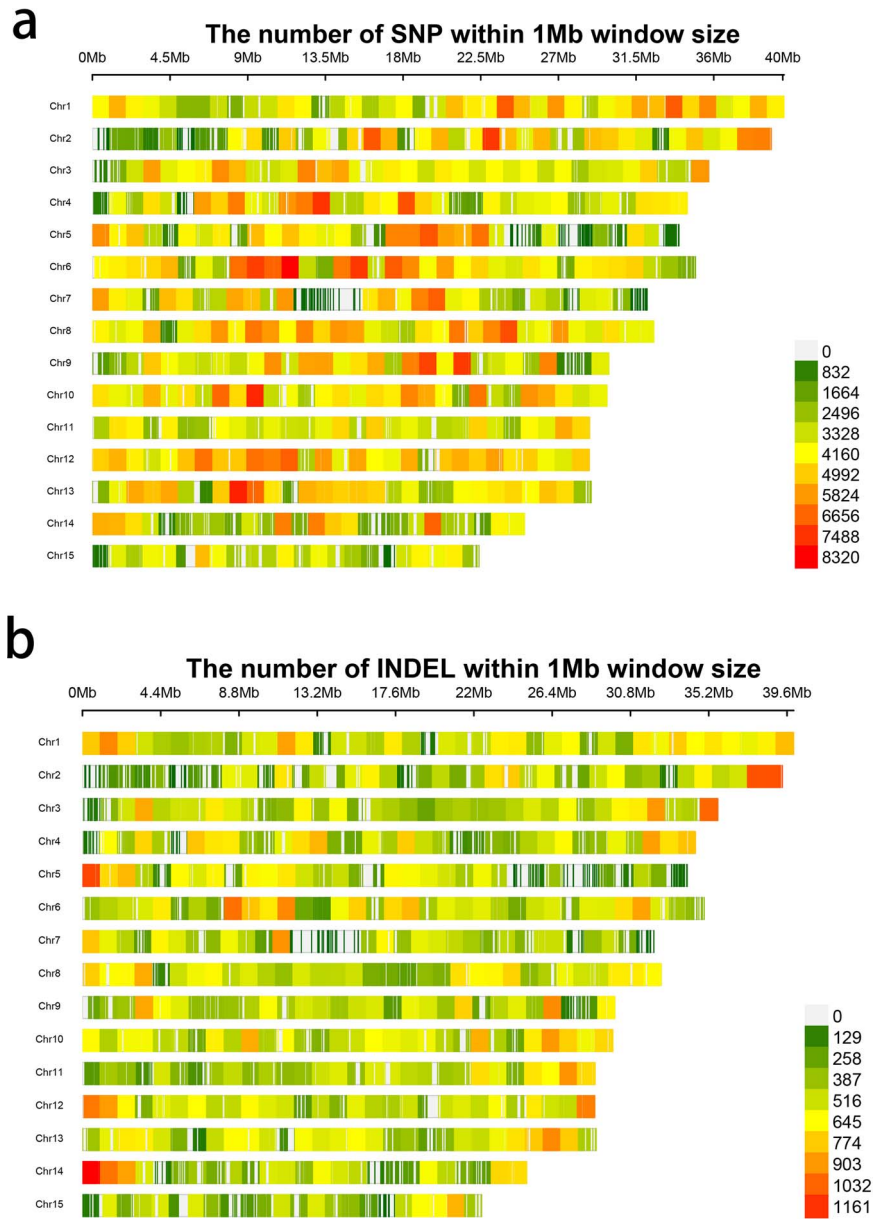 a
The number of SNP within 1Mb window size
0Mb 4.5Mb 9Mb 13.5Mb 18Mb 22.5Mb 27Mb 31.5Mb 36Mb 40Mb
Chr1
Chr2
Chr3
Chr4
Chr5
Chr6
Chr7
Chr8
Chr9
Chr10
Chr11
Chr12
Chr13
Chr14
Chr15
0
832
1664
2496
3328
4160
4992
5824
6656
7488
8320
b
The number of INDEL within 1Mb window size
0Mb 4.4Mb 8.8Mb 13.2Mb 17.6Mb 22Mb 26.4Mb 30.8Mb 35.2Mb 39.6Mb
Chr1
Chr2
Chr3
Chr4
Chr5
Chr6
Chr7
Chr8
Chr9
Chr10
Chr11
Chr12
Chr13
Chr14
Chr15
0
129
258
387
516
645
774
903
1032
1161